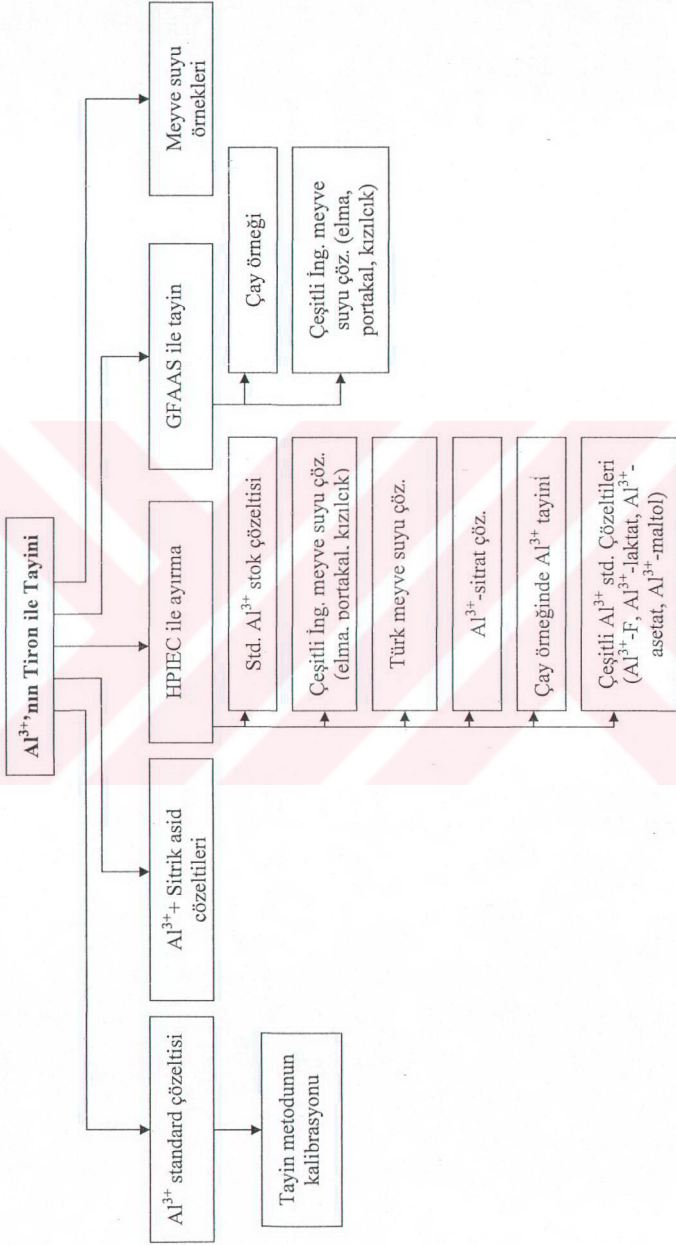 Al³⁺'nın Tiron ile Tayini
Al³⁺ standard çözeltisi
Tayin metodunun
kalibrasyonu
Al³⁺+ Sitrik asid
cözeltileri
HPIEC ile ayırma
Std. Al³⁺ stok çözeltisi
Çeşitli İng. meyve suyu çöz.
(elma. portakal. kızılcık)
Türk meyve suyu çöz.
Al³⁺-sitrat çöz.
Çay örneğinde Al³⁺ tayini
Çeşitli Al³⁺ std. Çözeltileri
(Al³⁺-F, Al³⁺-laktat, Al³⁺-
asetat, Al³⁺-maltol)
GFAAS ile tayin
Çay örneği
Çeşitli İng. meyve
suyu çöz. (elma,
portakal, kızılcık)
Meyve suyu
örnekleri